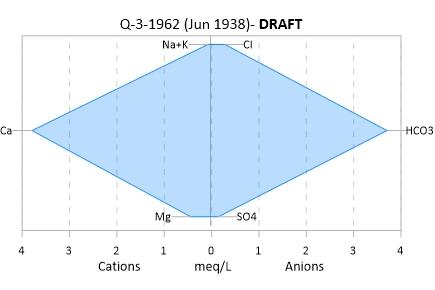 Q-3-1962 (Jun 1938)- DRAFT
Na+K Cl
Ca HCO3
Mg SO4
4 3 2 1 0 1 2 3 4
Cations meq/L Anions